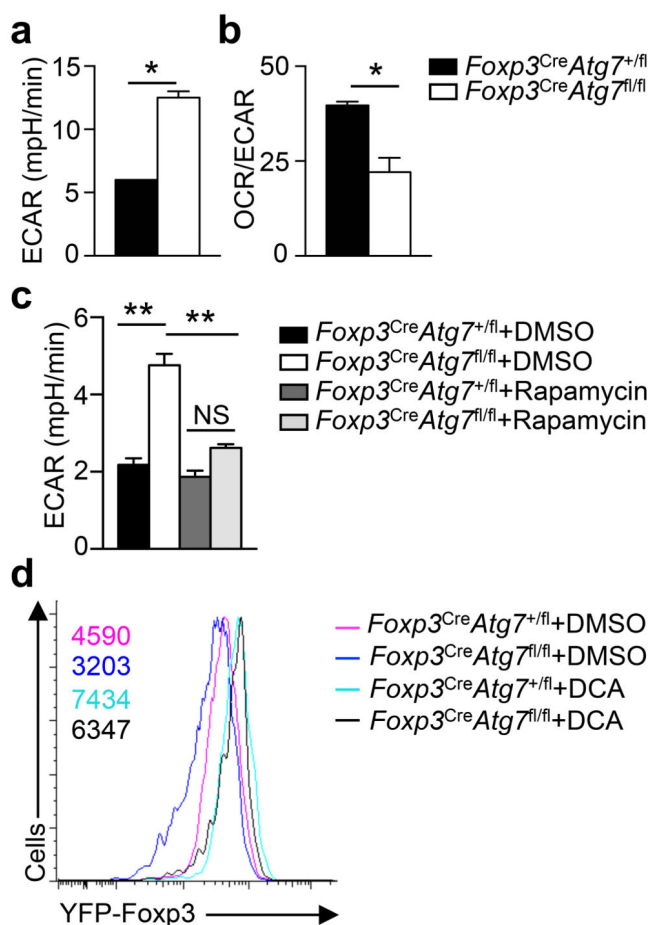 a
ECAR (mpH/min)
15
10
5
0
*
b
OCR/ECAR
50
25
0
*
Foxp3CreAtg7+/fl
Foxp3CreAtg7fl/fl
c
ECAR (mpH/min)
6
4
2
0
** **
NS
Foxp3CreAtg7+/fl+DMSO
Foxp3CreAtg7fl/fl+DMSO
Foxp3CreAtg7+/fl+Rapamycin
Foxp3CreAtg7fl/fl+Rapamycin
d
Cells
4590
3203
7434
6347
YFP-Foxp3
Foxp3CreAtg7+/fl+DMSO
Foxp3CreAtg7fl/fl+DMSO
Foxp3CreAtg7+/fl+DCA
Foxp3CreAtg7fl/fl+DCA